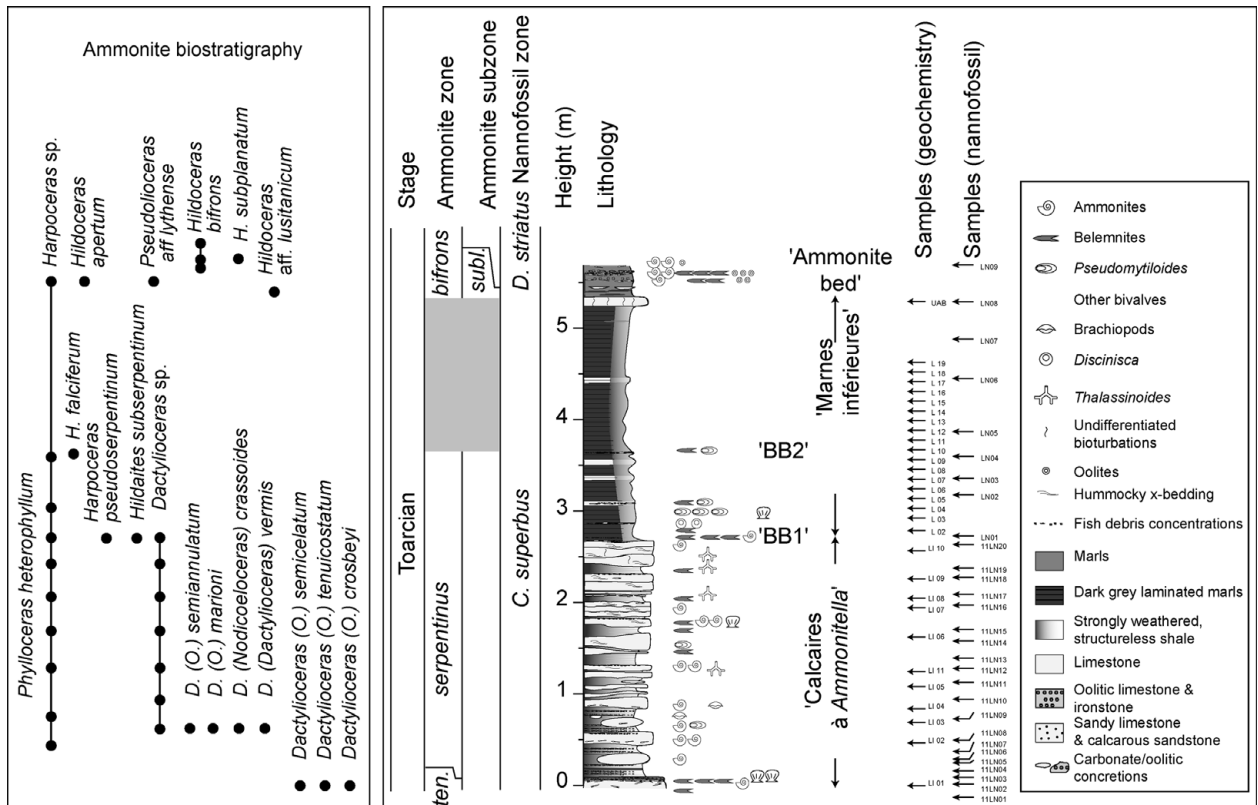 Ammonite biostratigraphy
Harpoceras sp.
Hildoceras
apertum
Pseudolioceras
aff lythense
Hildoceras
bifrons
H. subplanatum
Hildoceras
aff. lusitanicum
Phylloceras heterophyllum
H. falciferum
Harpoceras
pseudoserpentinum
Hildaites subserpentinum
Dactylioceras sp.
D. (O.) semiannulatum
D. (O.) marioni
D. (Nodicoeloceras) crassoides
D. (Dactylioceras) vermis
Dactylioceras (O.) semicelatum
Dactylioceras (O.) tenuicostatum
Dactylioceras (O.) crosbeyi
Stage
Ammonite zone
Ammonite subzone
Nannofossil zone
Height (m)
Lithology
Samples (geochemistry)
Samples (nannofossil)
Toarcian
bifrons
serpentinus
ten.
subl.
D. striatus
C. superbus
5
4
3
2
1
0
'Ammonite
bed'
'Marnes
inférieures'
'BB2'
'BB1'
'Calcaires
à Ammonitella'
UAB
L 19
L 18
L 17
L 16
L 15
L 14
L 13
L 12
L 11
L 10
L 09
L 08
L 07
L 06
L 05
L 04
L 03
L 02
LI 10
LI 09
LI 08
LI 07
LI 06
LI 11
LI 05
LI 04
LI 03
LI 02
LI 01
LN09
LN08
LN07
LN06
LN05
LN04
LN03
LN02
LN01
11LN20
11LN19
11LN18
11LN17
11LN16
11LN15
11LN14
11LN13
11LN12
11LN11
11LN10
11LN09
11LN08
11LN07
11LN06
11LN05
11LN04
11LN03
11LN02
11LN01
Ammonites
Belemnites
Pseudomytiloides
Other bivalves
Brachiopods
Discinisca
Thalassinoides
Undifferentiated
bioturbations
Oolites
Hummocky x-bedding
Fish debris concentrations
Marls
Dark grey laminated marls
Strongly weathered,
structureless shale
Limestone
Oolitic limestone &
ironstone
Sandy limestone
& calcarous sandstone
Carbonate/oolitic
concretions